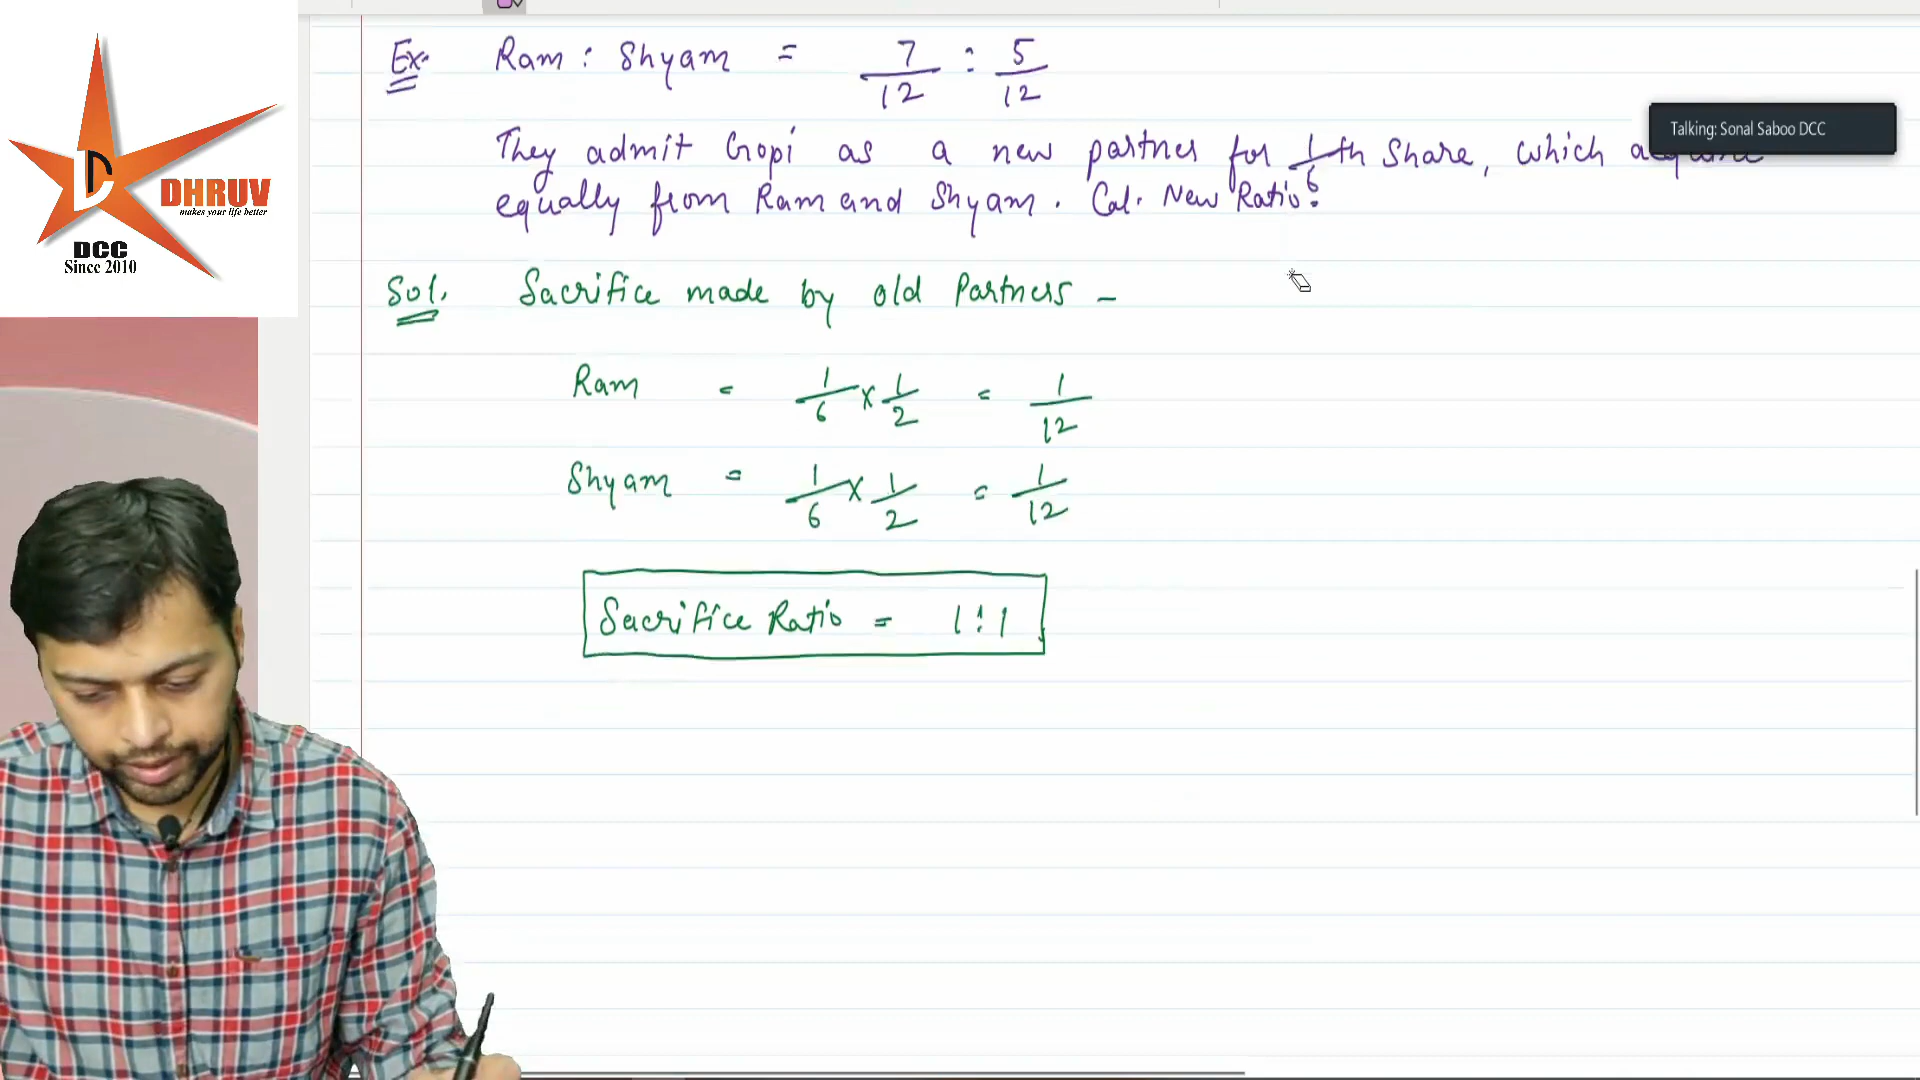 Ex. Ram : Shyam = 7/12 : 5/12
Talking: Sonal Saboo DCC
They admit Gopi as a new partner for 1/6th Share, which
equally from Ram and Shyam. Cal. New Ratio.
DHRUV
makes your life better
DCC
Since 2010
Sol. Sacrifice made by old Partners –
Ram = 1/6 x 1/2 = 1/12
Shyam = 1/6 x 1/2 = 1/12
Sacrifice Ratio = 1:1